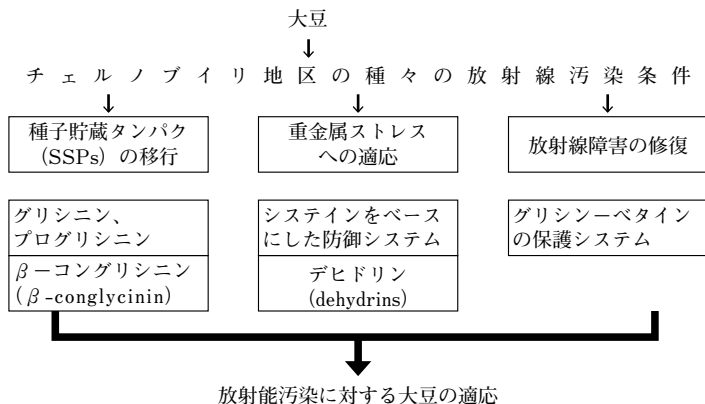 大豆
チェルノブイリ地区の種々の放射線汚染条件
種子貯蔵タンパク
(SSPs) の移行
重金属ストレス
への適応
放射線障害の修復
グリシニン、
プログリシニン
β－コングリシニン
(β-conglycinin)
システインをベース
にした防御システム
デヒドリン
(dehydrins)
グリシン－ベタイン
の保護システム
放射能汚染に対する大豆の適応